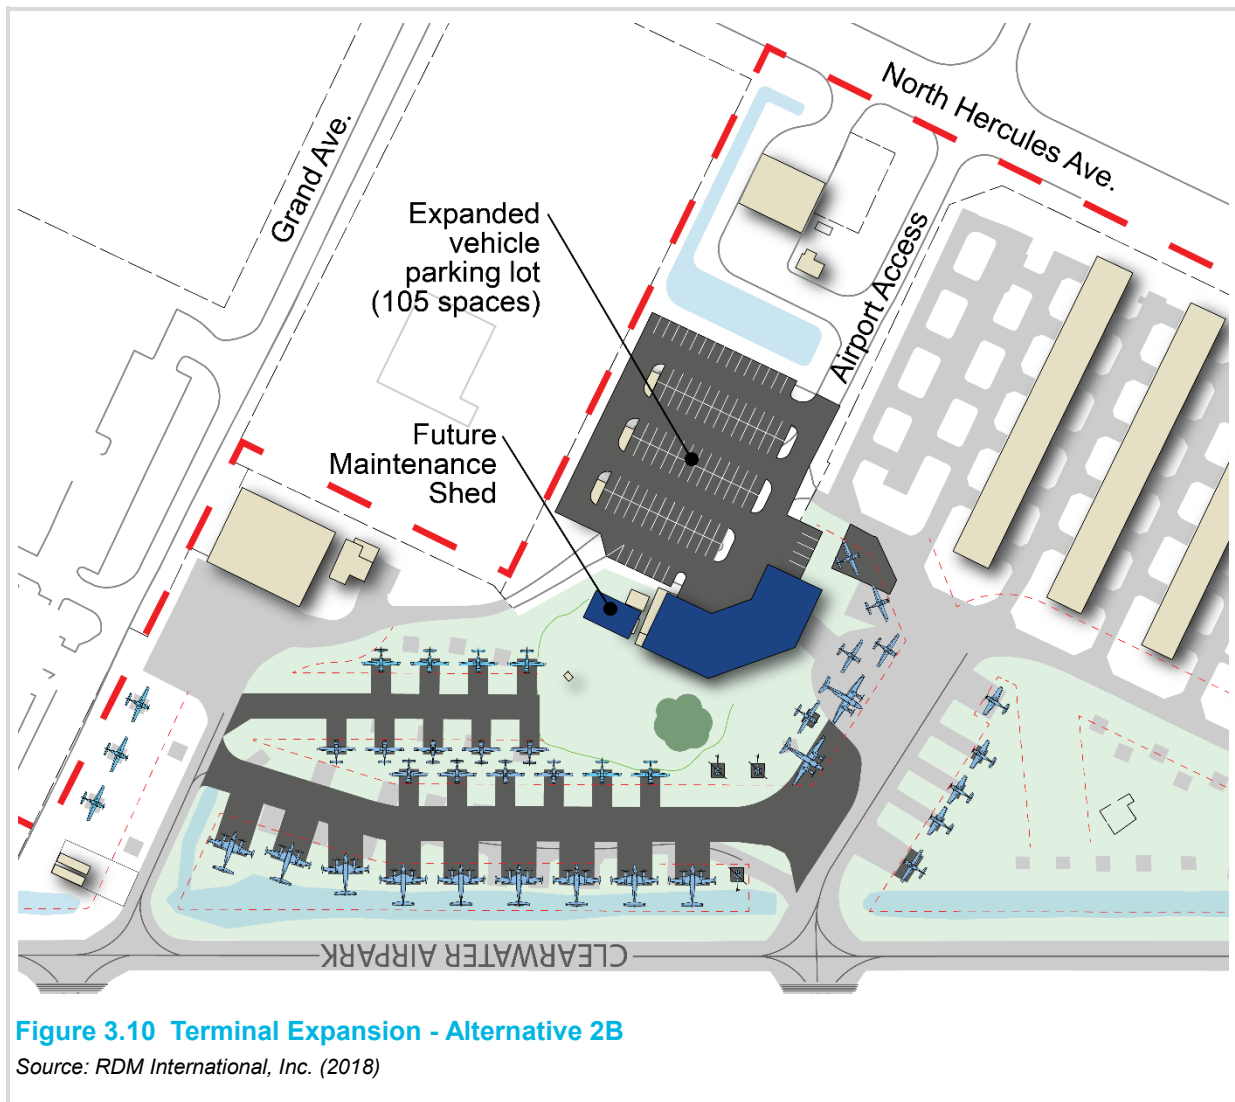 North Hercules Ave.
Grand Ave.
Expanded
vehicle
parking lot
(105 spaces)
Airport Access
Future
Maintenance
Shed
CLEARWATER AIRPARK
Figure 3.10 Terminal Expansion - Alternative 2B
Source: RDM International, Inc. (2018)